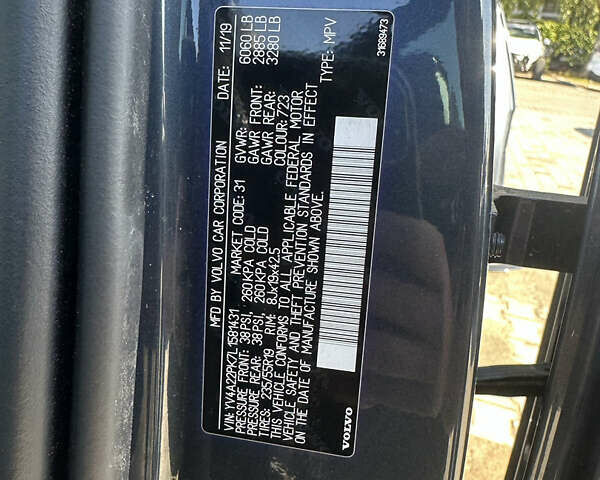 MFD BY VOLVO CAR CORPORATION DATE: 11/19
VIN: YV4A22PK7L1581431 GVWR: 6060 LB
PRESSURE FRONT: 38PSI, 260KPA COLD GAWR FRONT: 2885 LB
PRESSURE REAR: 38PSI, 260KPA COLD GAWR REAR: 3280 LB
MARKET CODE: 31
TIRES: 235/55R19 RIM: 8Jx19x42.5 COLOUR: 723 TYPE: MPV
THIS VEHICLE CONFORMS TO ALL APPLICABLE FEDERAL MOTOR
VEHICLE SAFETY AND THEFT PREVENTION STANDARDS IN EFFECT
ON THE DATE OF MANUFACTURE SHOWN ABOVE.
VOLVO 31689473